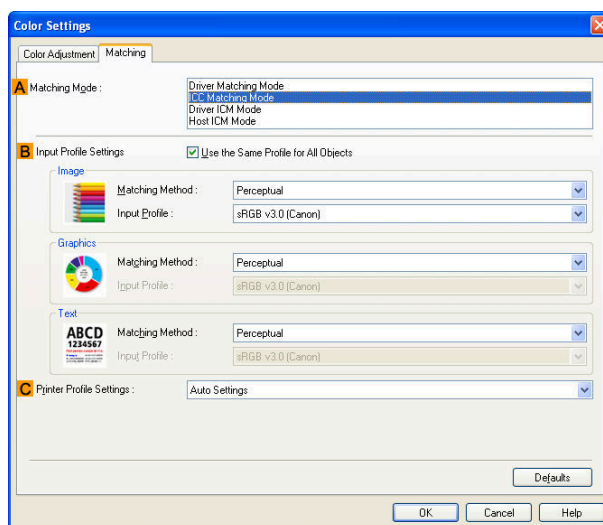 Color Settings
Color Adjustment Matching
A Matching Mode : Driver Matching Mode
ICC Matching Mode
Driver ICM Mode
Host ICM Mode
B Input Profile Settings Use the Same Profile for All Objects
Image
Matching Method : Perceptual
Input Profile : sRGB v3.0 (Canon)
Graphics
Matching Method : Perceptual
Input Profile : sRGB v3.0 (Canon)
Text
ABCD
1234567
Matching Method : Perceptual
Input Profile : sRGB v3.0 (Canon)
C Printer Profile Settings : Auto Settings
Defaults
OK Cancel Help